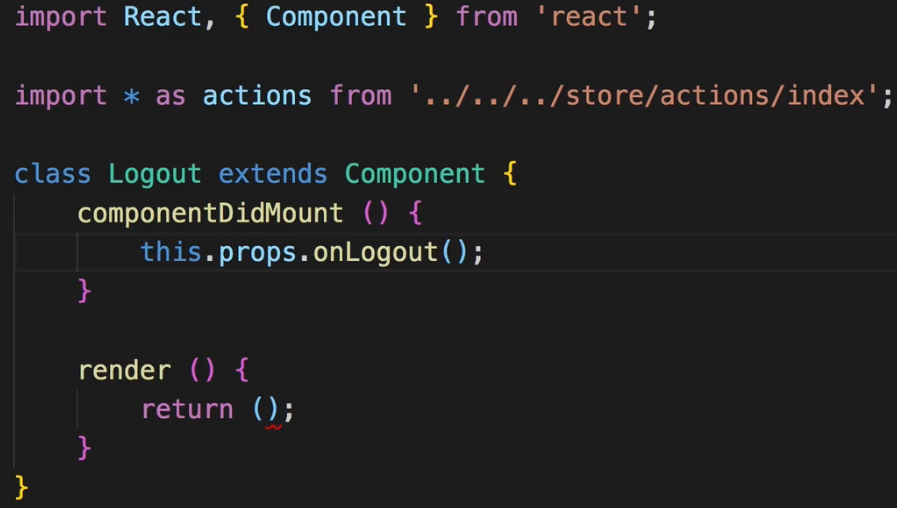 import React, { Component } from 'react';
import * as actions from '../../../store/actions/index';
class Logout extends Component {
componentDidMount () {
this.props.onLogout();
}
render () {
return ();
}
}